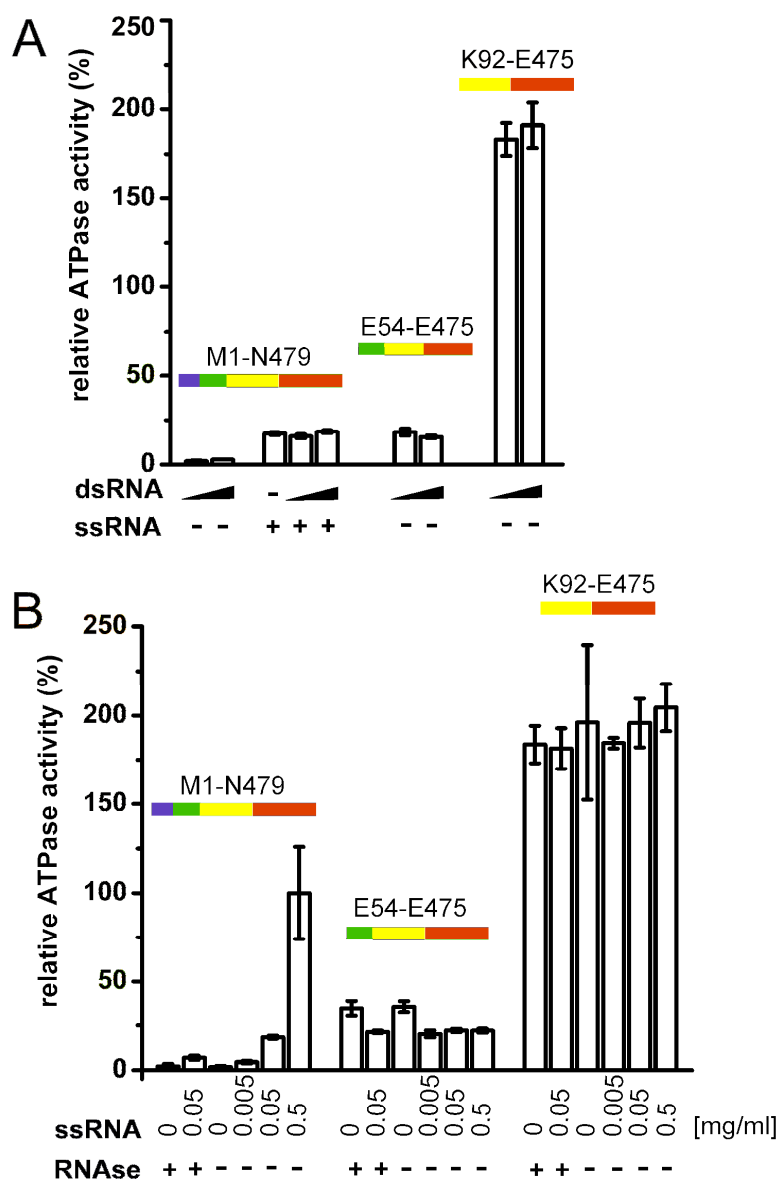 A
relative ATPase activity (%)
250
200
150
100
50
0
K92-E475
E54-E475
M1-N479
dsRNA -
ssRNA - - + + + - - - -
B
relative ATPase activity (%)
250
200
150
100
50
0
K92-E475
M1-N479
E54-E475
ssRNA 0 0.05 0 0.005 0.05 0.5 0 0.05 0 0.005 0.05 0.5 0 0.05 0 0.005 0.05 0.5 [mg/ml]
RNAse + + - - - - + + - - - - + + - - - -